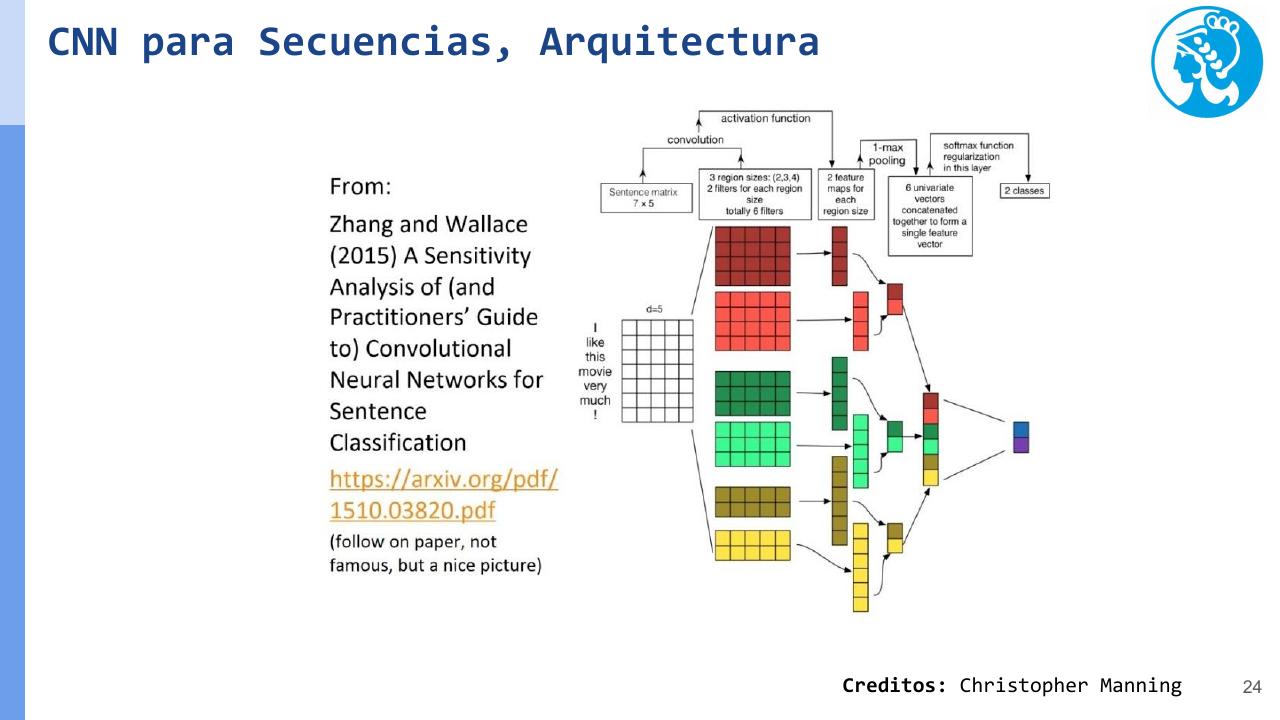 CNN para Secuencias, Arquitectura
From:
Zhang and Wallace
(2015) A Sensitivity
Analysis of (and
Practitioners’ Guide
to) Convolutional
Neural Networks for
Sentence
Classification
https://arxiv.org/pdf/
1510.03820.pdf
(follow on paper, not
famous, but a nice picture)
activation function
convolution
Sentence matrix
7 x 5
3 region sizes: (2,3,4)
2 filters for each region
size
totally 6 filters
2 feature
maps for
each
region size
1-max
pooling
6 univariate
vectors
concatenated
together to form a
single feature
vector
softmax function
regularization
in this layer
2 classes
d=5
I
like
this
movie
very
much
!
Creditos: Christopher Manning
24